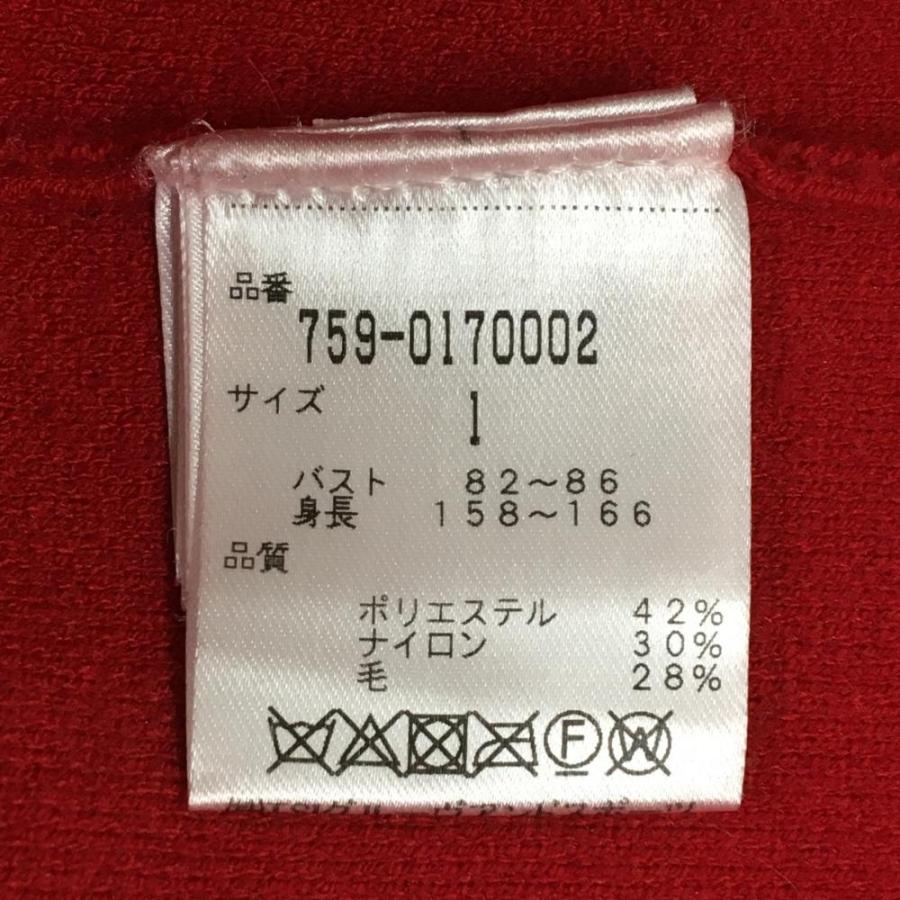 品番
759-0170002
サイズ 1
バスト 82～86
身長 158～166
品質
ポリエステル 42%
ナイロン 30%
毛 28%
F W